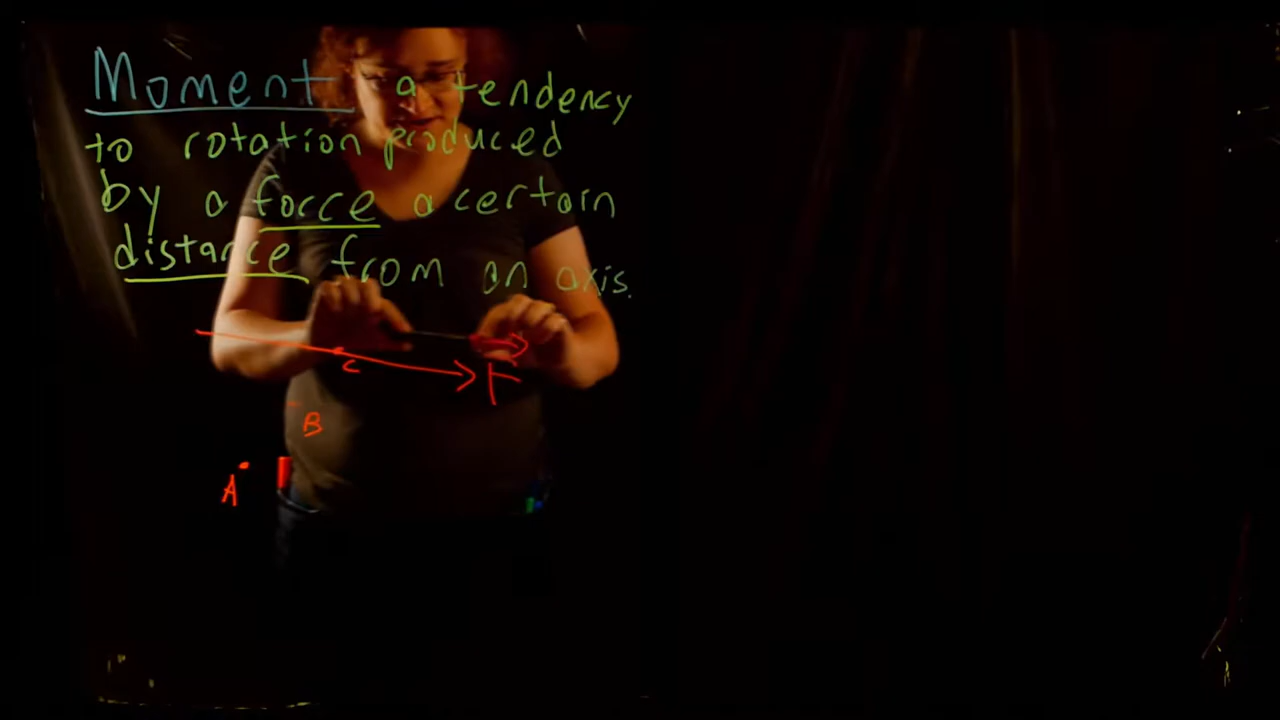 Moment a tendency
to rotation produced
by a force a certain
distance from an axis.
C
F
B
A